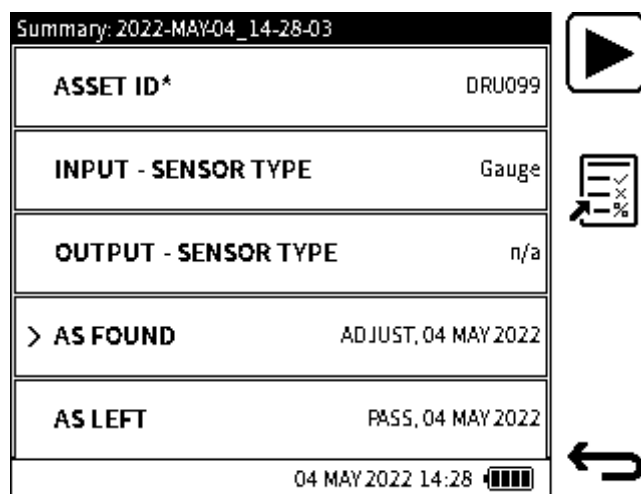 Summary: 2022-MAY-04_14-28-03
ASSET ID* DRU099
INPUT - SENSOR TYPE Gauge
OUTPUT - SENSOR TYPE n/a
> AS FOUND ADJUST, 04 MAY 2022
AS LEFT PASS, 04 MAY 2022
04 MAY 2022 14:28